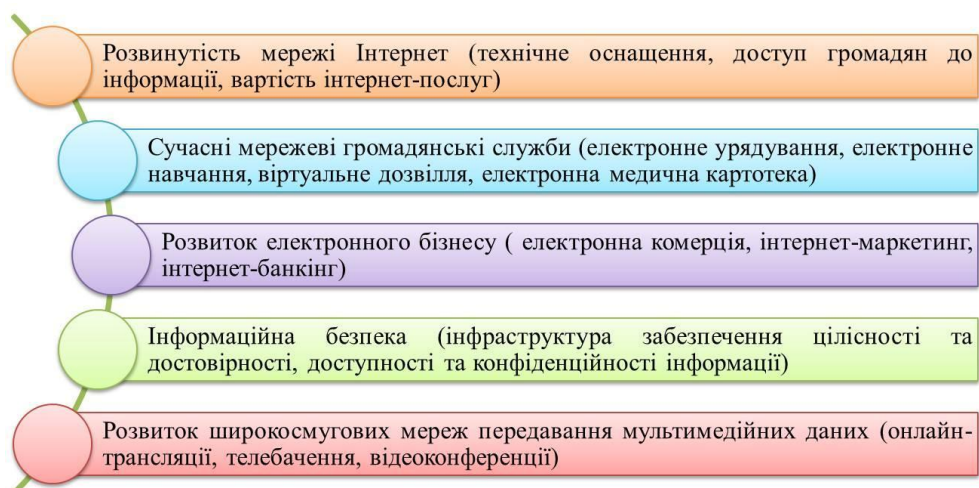 Розвинутість мережі Інтернет (технічне оснащення, доступ громадян до
інформації, вартість інтернет-послуг)
Сучасні мережеві громадянські служби (електронне урядування, електронне
навчання, віртуальне дозвілля, електронна медична картотека)
Розвиток електронного бізнесу ( електронна комерція, інтернет-маркетинг,
інтернет-банкінг)
Інформаційна безпека (інфраструктура забезпечення цілісності та
достовірності, доступності та конфіденційності інформації)
Розвиток широкосмугових мереж передавання мультимедійних даних (онлайн-
трансляції, телебачення, відеоконференції)